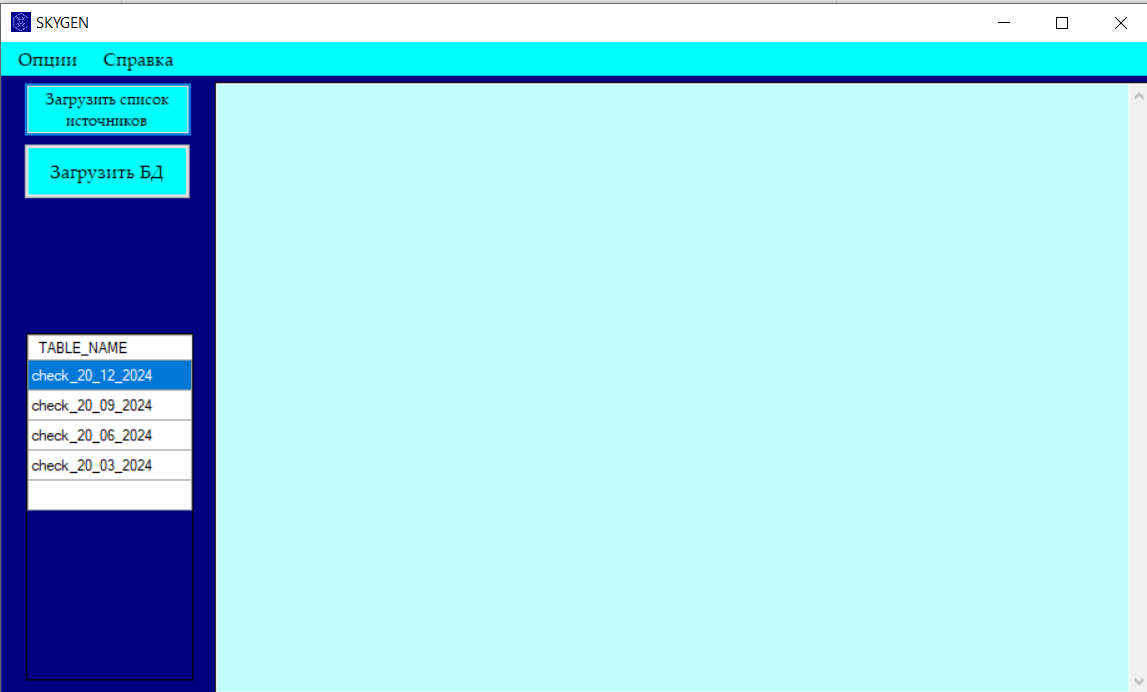 SKYGEN
Опции Справка
Загрузить список
источников
Загрузить БД
TABLE_NAME
check_20_12_2024
check_20_09_2024
check_20_06_2024
check_20_03_2024